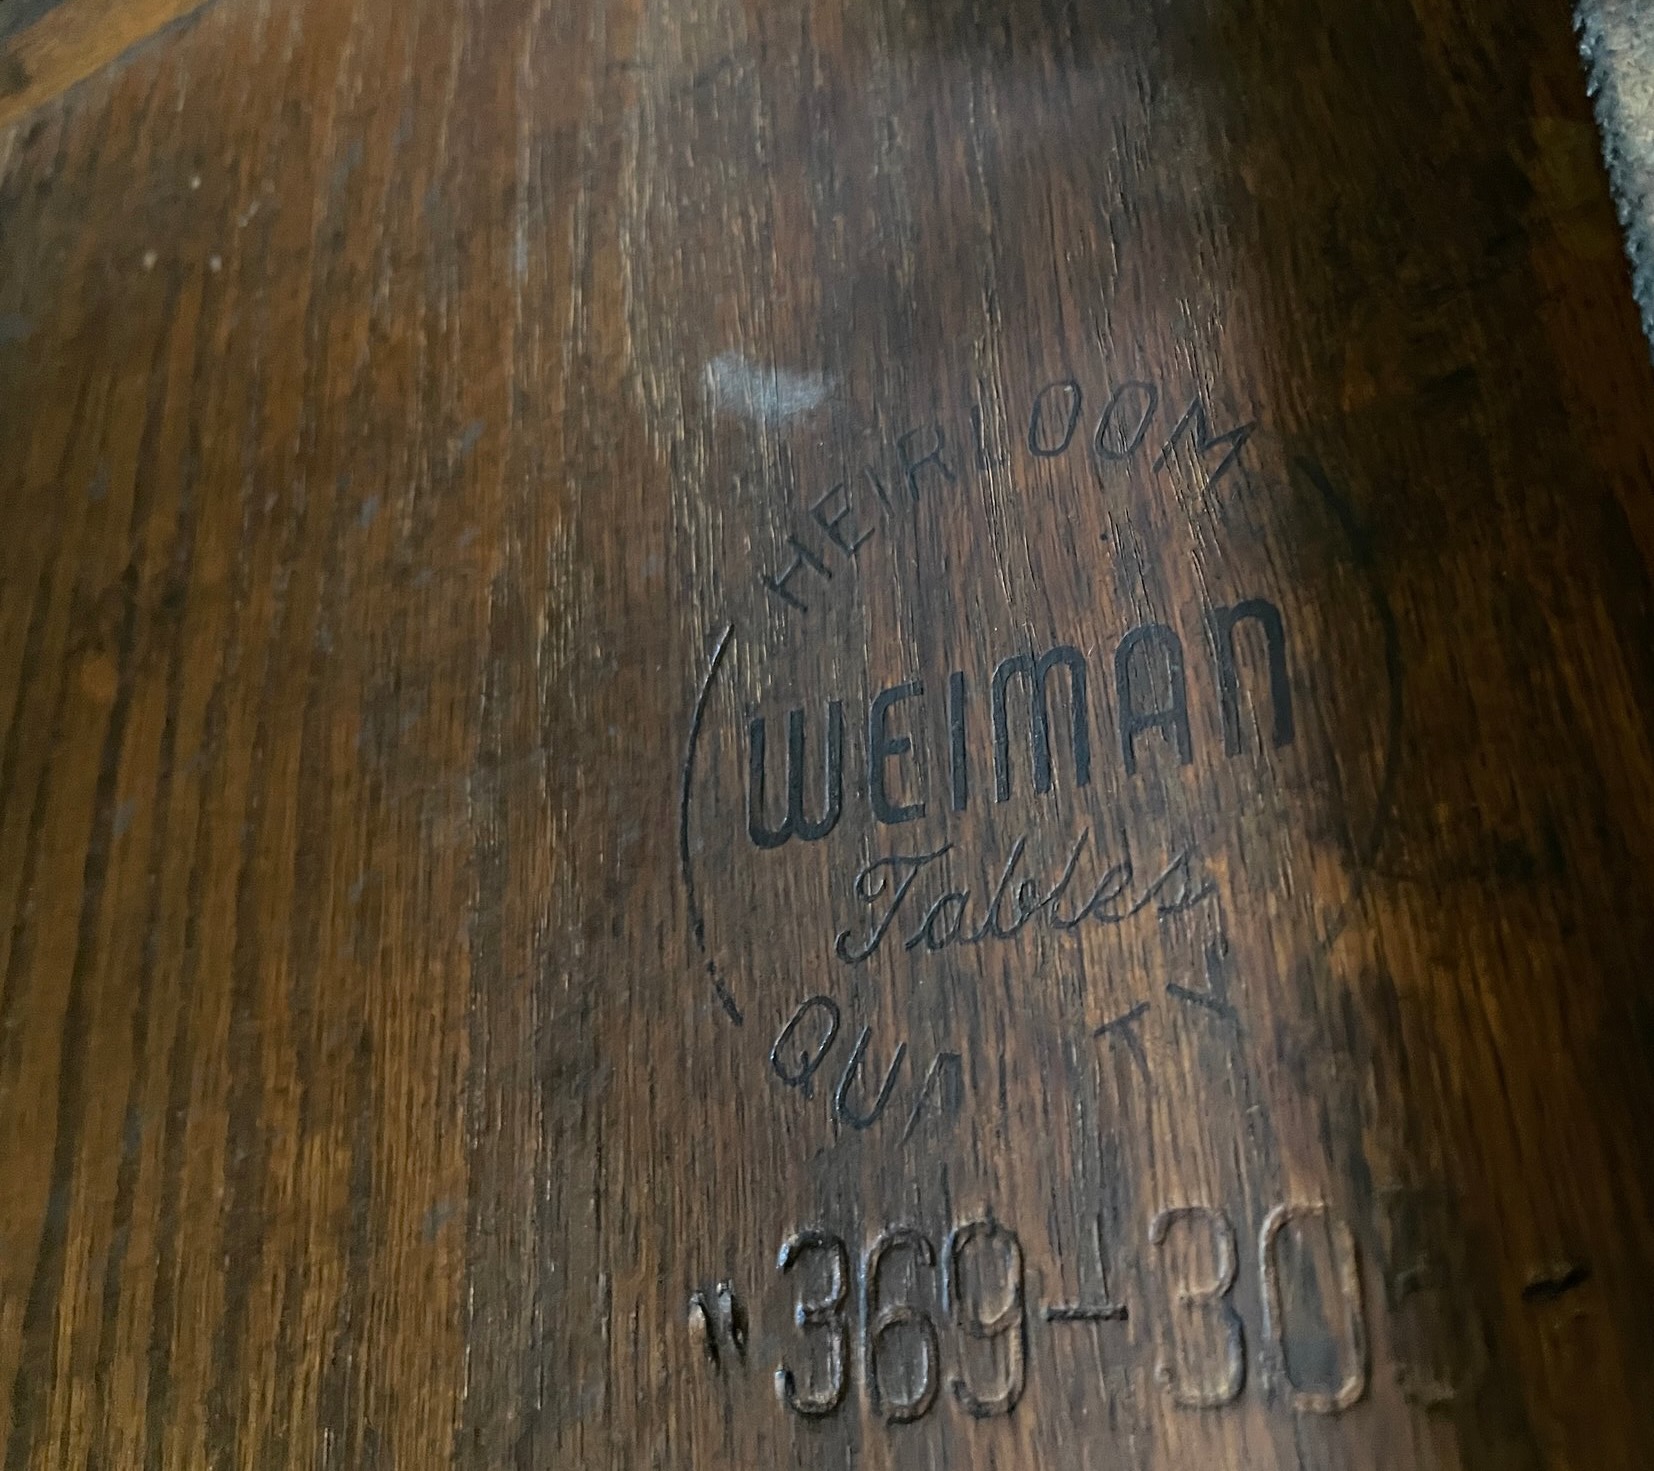 HEIRLOOM
WEIMAN
Tables
QUA TY
369-30